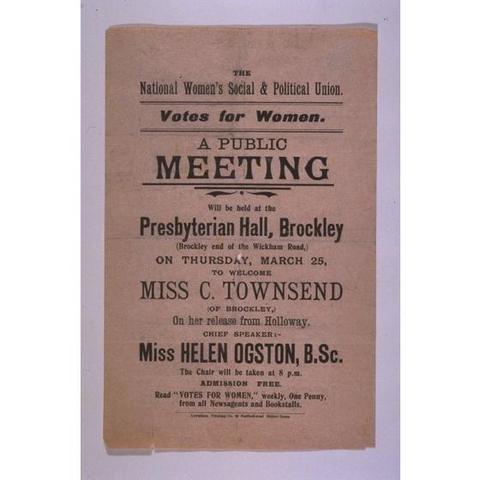 THE
National Women's Social & Political Union.
Votes for Women.
A PUBLIC
MEETING
Will be held at the
Presbyterian Hall, Brockley
(Brockley end of the Wickham Road,)
ON THURSDAY, MARCH 25,
TO WELCOME
MISS C. TOWNSEND
(OF BROCKLEY,)
On her release from Holloway.
CHIEF SPEAKER:-
Miss HELEN OGSTON, B.Sc.
The Chair will be taken at 8 p.m.
ADMISSION FREE.
Read "VOTES FOR WOMEN," weekly, One Penny,
from all Newsagents and Bookstalls.
Printing Co.